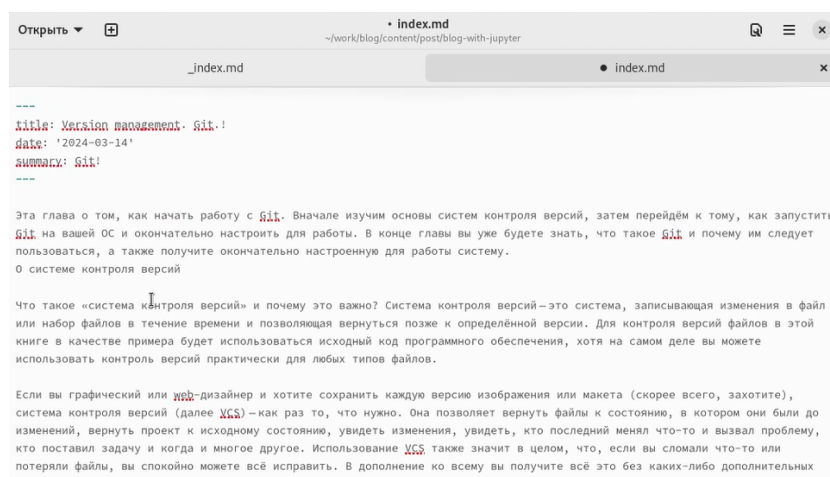 Открыть
• index.md
~/work/blog/content/post/blog-with-jupyter
_index.md
● index.md
---
title: Version management. Git.!
date: '2024-03-14'
summary: Git!
---
Эта глава о том, как начать работу с Git. Вначале изучим основы систем контроля версий, затем перейдём к тому, как запустить
Git на вашей ОС и окончательно настроить для работы. В конце главы вы уже будете знать, что такое Git и почему им следует
пользоваться, а также получите окончательно настроенную для работы систему.
О системе контроля версий
Что такое «система контроля версий» и почему это важно? Система контроля версий — это система, записывающая изменения в файл
или набор файлов в течение времени и позволяющая вернуться позже к определённой версии. Для контроля версий файлов в этой
книге в качестве примера будет использоваться исходный код программного обеспечения, хотя на самом деле вы можете
использовать контроль версий практически для любых типов файлов.
Если вы графический или web-дизайнер и хотите сохранить каждую версию изображения или макета (скорее всего, захотите),
система контроля версий (далее VCS) — как раз то, что нужно. Она позволяет вернуть файлы к состоянию, в котором они были до
изменений, вернуть проект к исходному состоянию, увидеть изменения, увидеть, кто последний менял что-то и вызвал проблему,
кто поставил задачу и когда и многое другое. Использование VCS также значит в целом, что, если вы сломали что-то или
потеряли файлы, вы спокойно можете всё исправить. В дополнение ко всему вы получите всё это без каких-либо дополнительных